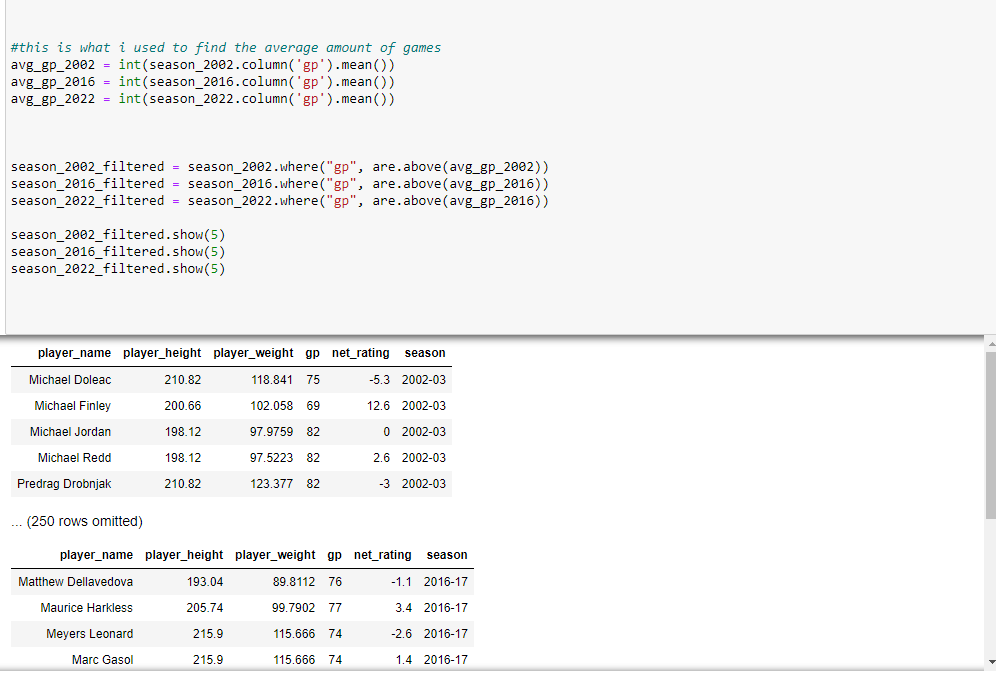 #this is what i used to find the average amount of games
avg_gp_2002 = int(season_2002.column('gp').mean())
avg_gp_2016 = int(season_2016.column('gp').mean())
avg_gp_2022 = int(season_2022.column('gp').mean())
season_2002_filtered = season_2002.where("gp", are.above(avg_gp_2002))
season_2016_filtered = season_2016.where("gp", are.above(avg_gp_2016))
season_2022_filtered = season_2022.where("gp", are.above(avg_gp_2016))
season_2002_filtered.show(5)
season_2016_filtered.show(5)
season_2022_filtered.show(5)
player_name player_height player_weight gp net_rating season
Michael Doleac 210.82 118.841 75 -5.3 2002-03
Michael Finley 200.66 102.058 69 12.6 2002-03
Michael Jordan 198.12 97.9759 82 0 2002-03
Michael Redd 198.12 97.5223 82 2.6 2002-03
Predrag Drobnjak 210.82 123.377 82 -3 2002-03
... (250 rows omitted)
player_name player_height player_weight gp net_rating season
Matthew Dellavedova 193.04 89.8112 76 -1.1 2016-17
Maurice Harkless 205.74 99.7902 77 3.4 2016-17
Meyers Leonard 215.9 115.666 74 -2.6 2016-17
Marc Gasol 215.9 115.666 74 1.4 2016-17